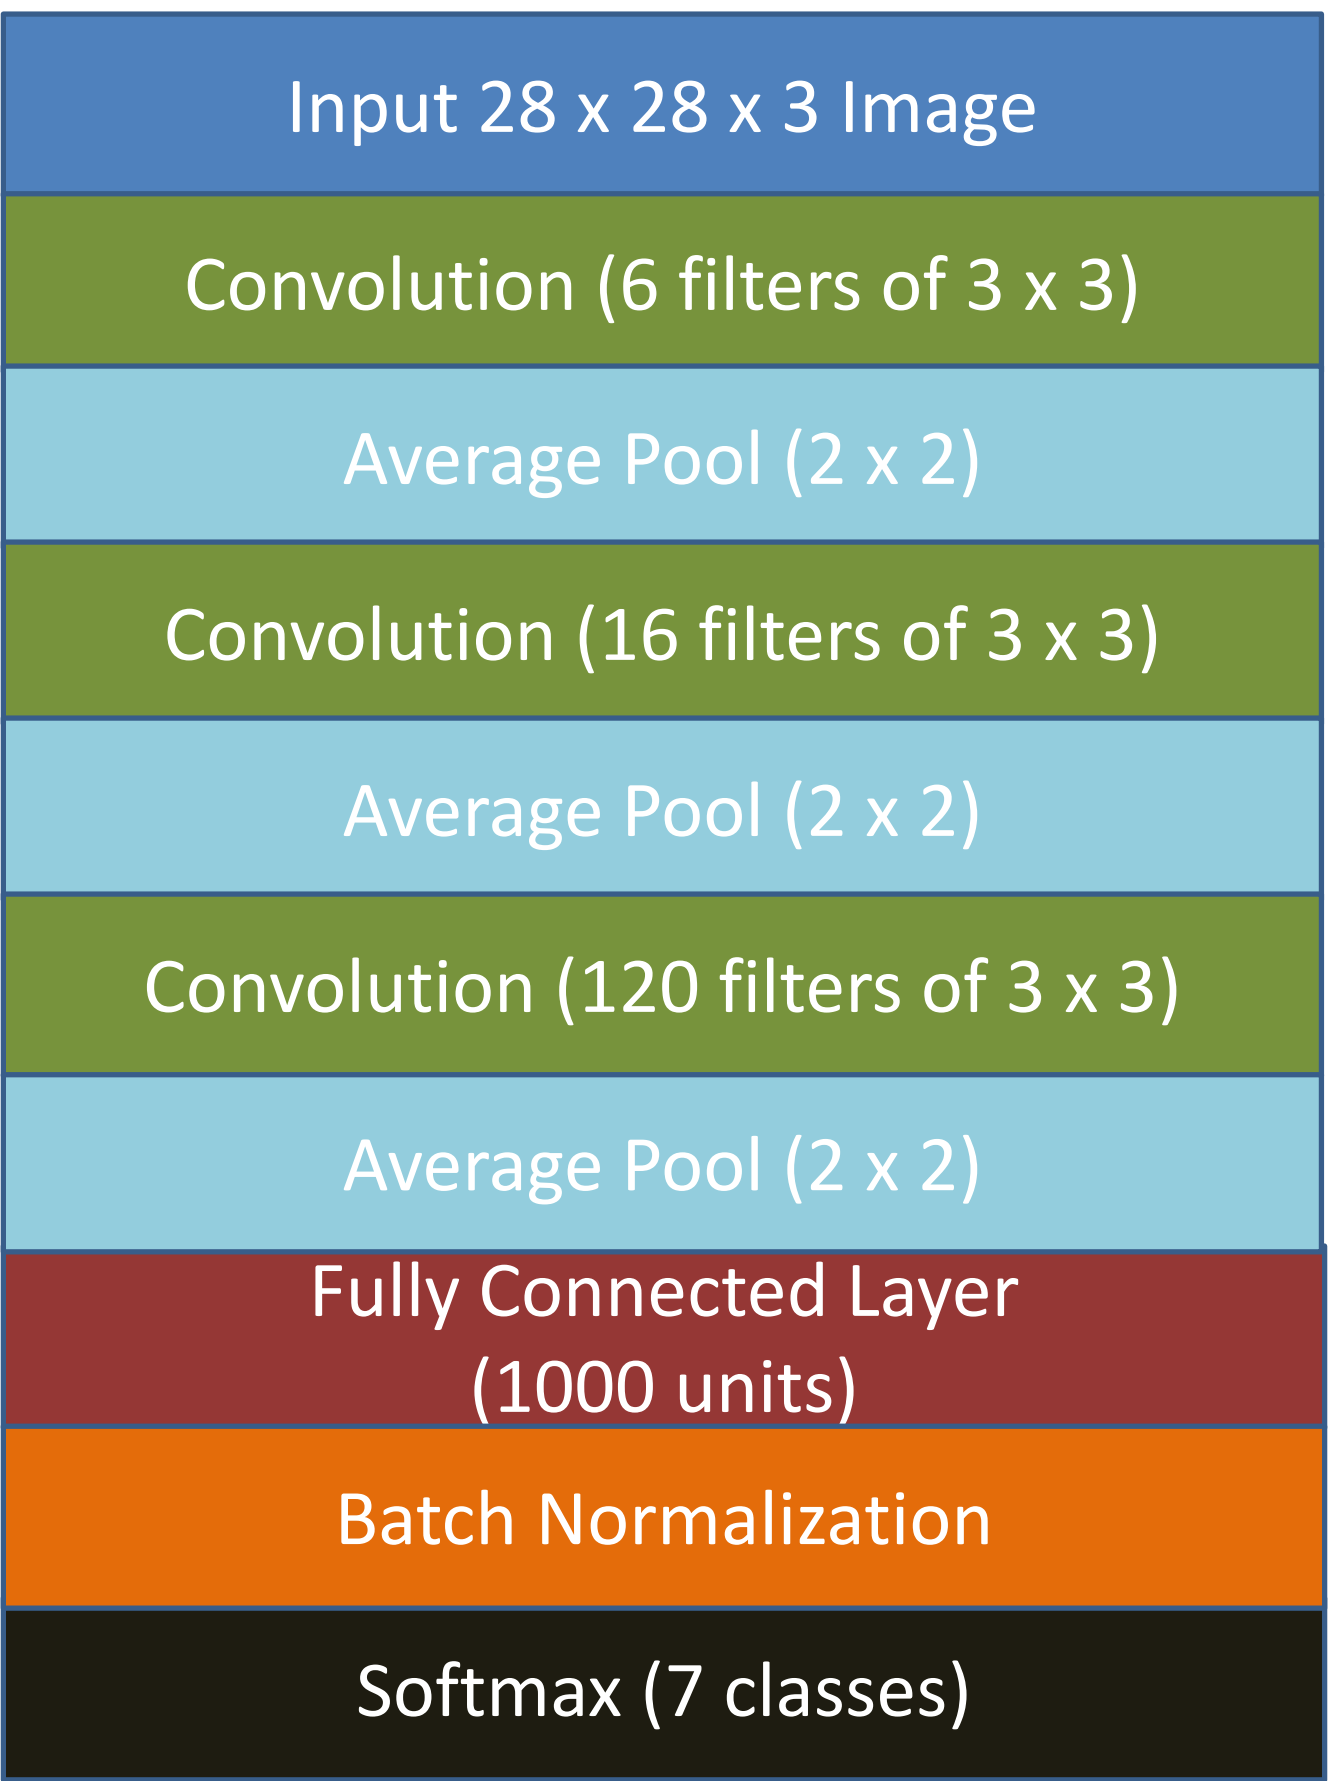 Input 28 x 28 x 3 Image
Convolution (6 filters of 3 x 3)
Average Pool (2 x 2)
Convolution (16 filters of 3 x 3)
Average Pool (2 x 2)
Convolution (120 filters of 3 x 3)
Average Pool (2 x 2)
Fully Connected Layer
(1000 units)
Batch Normalization
Softmax (7 classes)